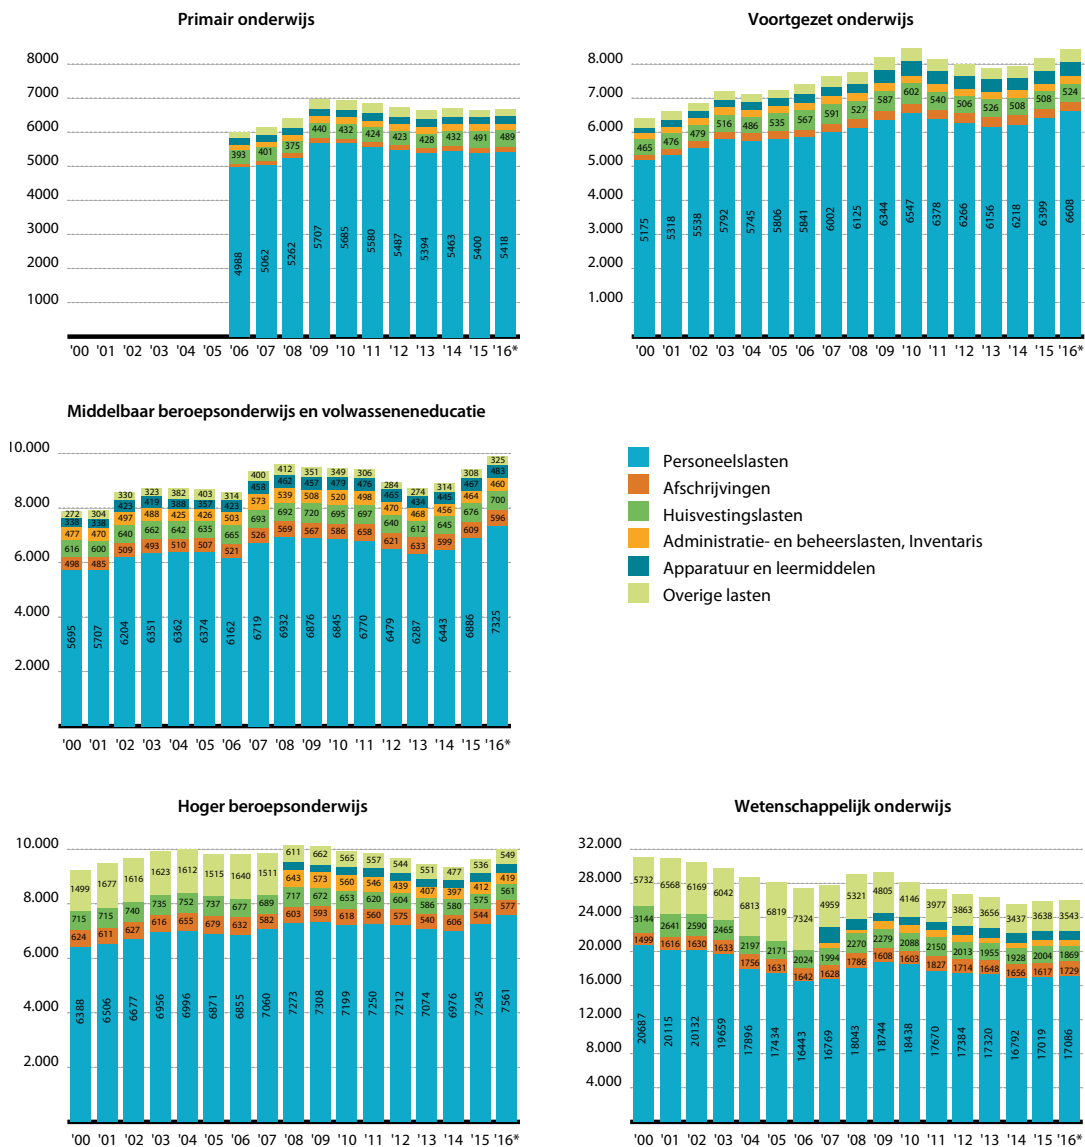 Primair onderwijs
8000
7000
6000
5000
4000
3000
2000
1000
393 401 375 440 432 424 423 428 432 491 489
4988 5062 5262 5707 5685 5580 5487 5394 5463 5400 5418
'00 '01 '02 '03 '04 '05 '06 '07 '08 '09 '10 '11 '12 '13 '14 '15 '16*
Voortgezet onderwijs
8.000
7.000
6.000
5.000
4.000
3.000
2.000
1.000
465 476 479 516 486 535 567 591 527 587 602 540 506 526 508 508 524
5175 5318 5538 5792 5745 5806 5841 6002 6125 6344 6547 6378 6266 6156 6218 6399 6608
'00 '01 '02 '03 '04 '05 '06 '07 '08 '09 '10 '11 '12 '13 '14 '15 '16*
Middelbaar beroepsonderwijs en volwasseneneducatie
10.000
8.000
6.000
4.000
2.000
272 304 330 323 382 403 314 400 412 351 349 306 284 274 314 308 325
338 338 423 419 388 357 423 458 462 457 479 476 465 434 445 467 483
477 470 497 488 425 426 503 573 539 508 520 498 470 468 456 464 460
616 600 640 662 642 635 665 693 692 720 695 697 640 612 645 676 700
498 485 509 493 510 507 521 526 569 567 586 658 621 633 599 609 596
5695 5707 6204 6351 6362 6374 6162 6719 6932 6876 6845 6770 6479 6287 6443 6886 7325
'00 '01 '02 '03 '04 '05 '06 '07 '08 '09 '10 '11 '12 '13 '14 '15 '16*
Personeelslasten
Afschrijvingen
Huisvestingslasten
Administratie- en beheerslasten, Inventaris
Apparatuur en leermiddelen
Overige lasten
Hoger beroepsonderwijs
10.000
8.000
6.000
4.000
2.000
1499 1677 1616 1623 1612 1515 1640 1511 611 662 565 557 544 551 477 536 549
643 573 560 546 439 407 397 412 419
715 715 740 735 752 737 677 689 717 672 653 620 604 586 580 575 561
624 611 627 616 655 679 632 582 603 593 618 560 575 540 606 544 577
6388 6506 6677 6956 6996 6871 6855 7060 7273 7308 7199 7250 7212 7074 6976 7245 7561
'00 '01 '02 '03 '04 '05 '06 '07 '08 '09 '10 '11 '12 '13 '14 '15 '16*
Wetenschappelijk onderwijs
32.000
28.000
24.000
20.000
16.000
12.000
8.000
4.000
5732 6568 6169 6042 6813 6819 7324 4959 5321 4805 4146 3977 3863 3656 3437 3638 3543
3144 2641 2590 2465 2197 2171 2024 1994 2270 2279 2088 2150 2013 1955 1928 2004 1869
1499 1616 1630 1633 1756 1631 1642 1628 1786 1608 1603 1827 1714 1648 1656 1617 1729
20687 20115 20132 19659 17896 17434 16443 16769 18043 18744 18438 17670 17384 17320 16792 17019 17086
'00 '01 '02 '03 '04 '05 '06 '07 '08 '09 '10 '11 '12 '13 '14 '15 '16*